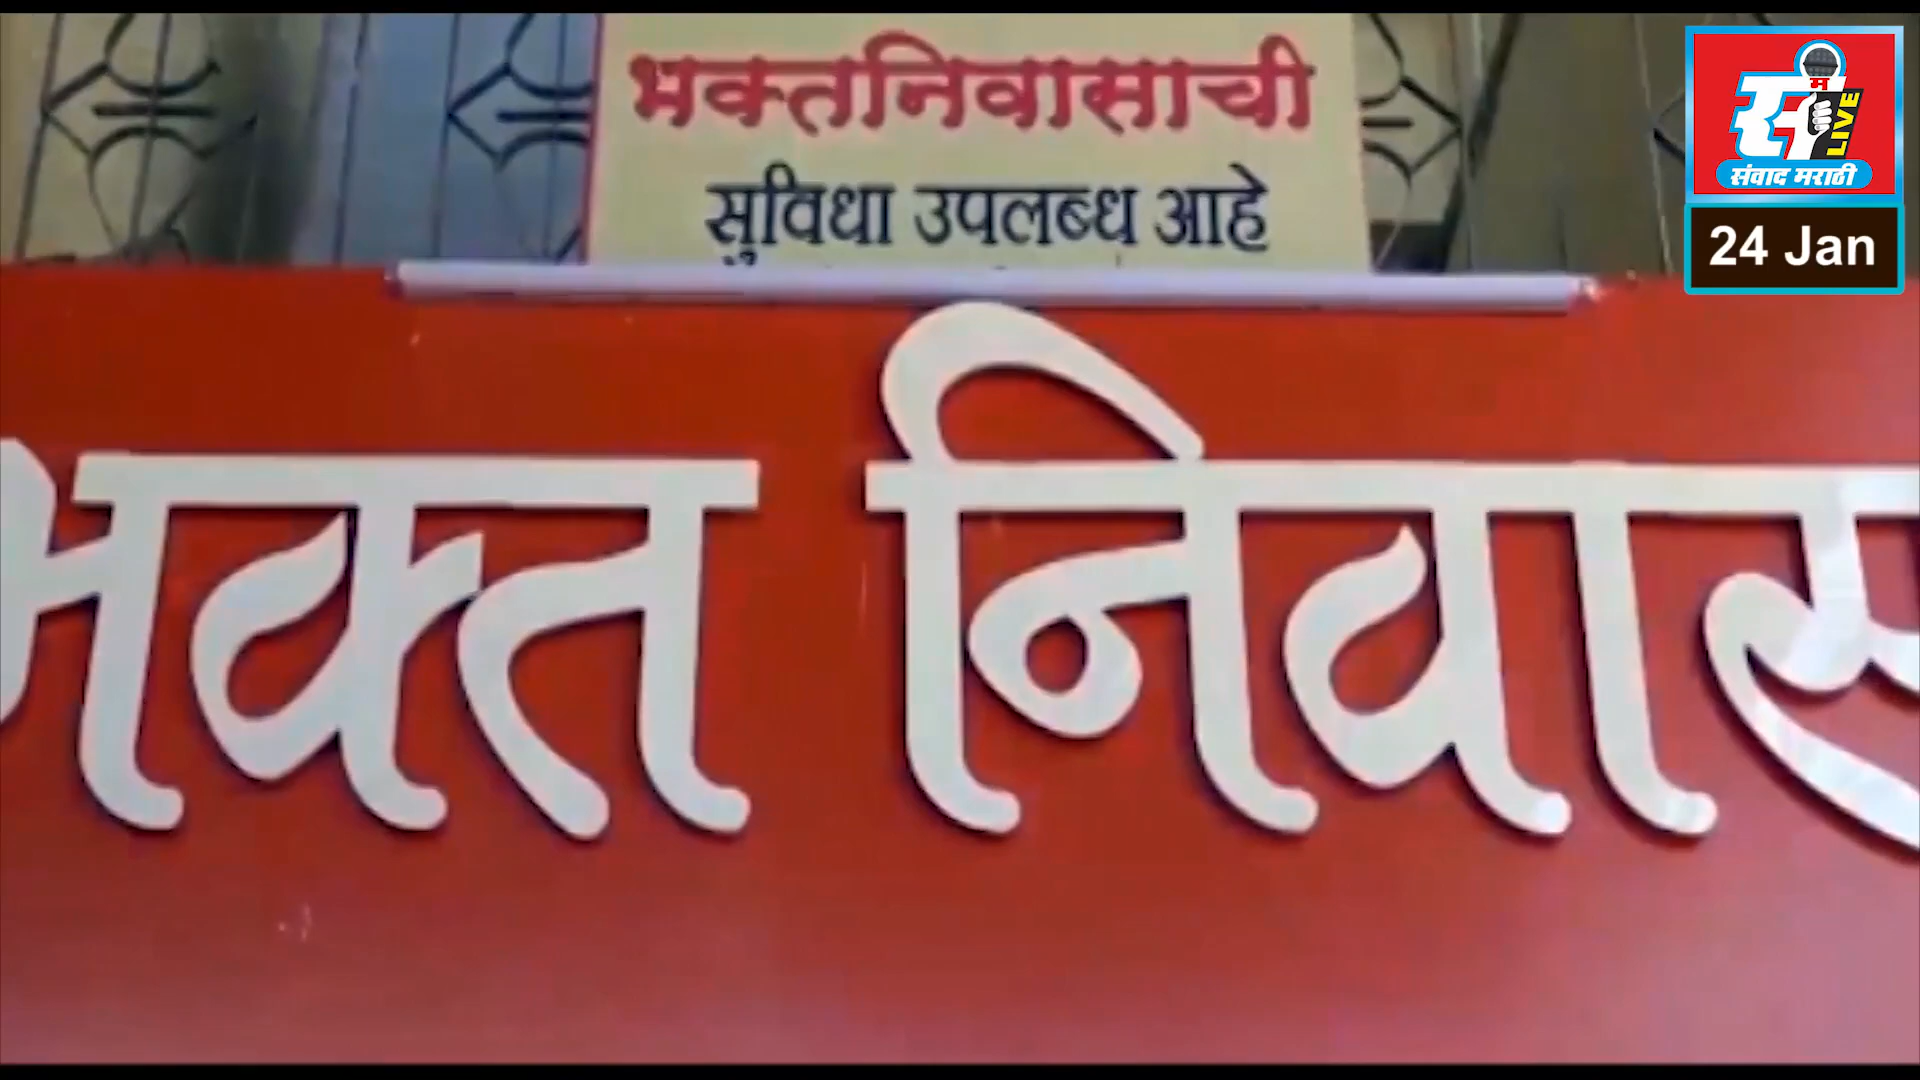 भक्तनिवासाची
सुविधा उपलब्ध आहे
स
म
LIVE
संवाद मराठी
24 Jan
भक्त निवास